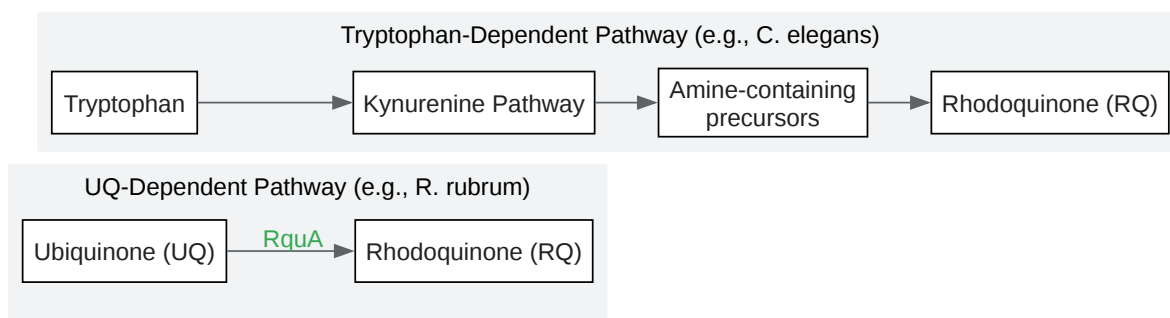 Tryptophan-Dependent Pathway (e.g., C. elegans)
Tryptophan
Kynurenine Pathway
Amine-containing
precursors
Rhodoquinone (RQ)
UQ-Dependent Pathway (e.g., R. rubrum)
Ubiquinone (UQ)
RquA
Rhodoquinone (RQ)